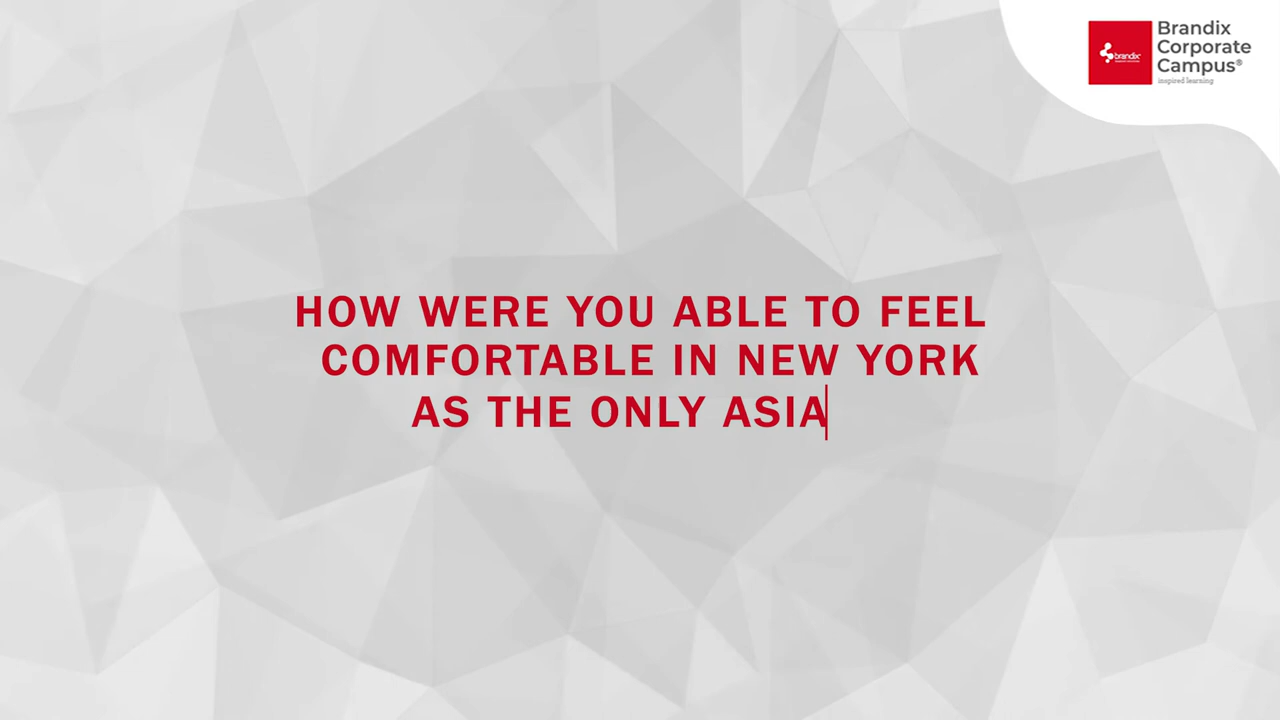 Brandix
Corporate
Campus®
inspired learning
brandix
HOW WERE YOU ABLE TO FEEL
COMFORTABLE IN NEW YORK
AS THE ONLY ASIA